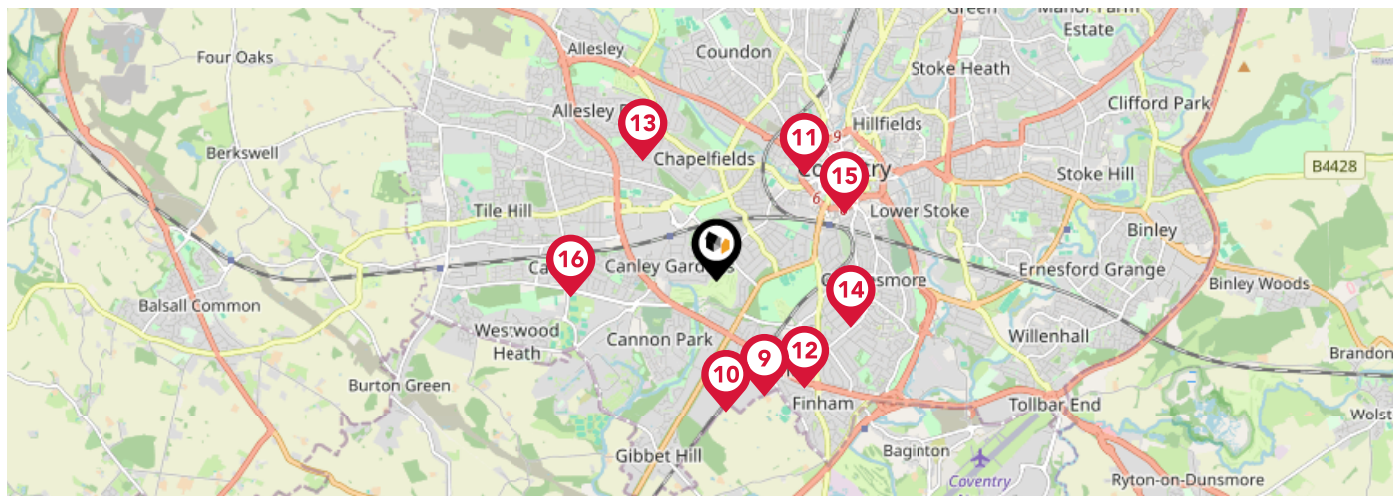 Green
Manor Farm
Estate
Allesley
Coundon
Four Oaks
Stoke Heath
Clifford Park
Allesley
13
11
9
Hillfields
Berkswell
Chapelfields
15
B4428
Stoke Hill
6
Tile Hill
Lower Stoke
Binley
16
Canley Gardens
14
Ernesford Grange
Binley Woods
Balsall Common
Westwood
Heath
Cannon Park
Willenhall
Brandon
12
9
10
Burton Green
Finham
Tollbar End
Wolst
Gibbet Hill
Baginton
Coventry
Ryton-on-Dunsmore